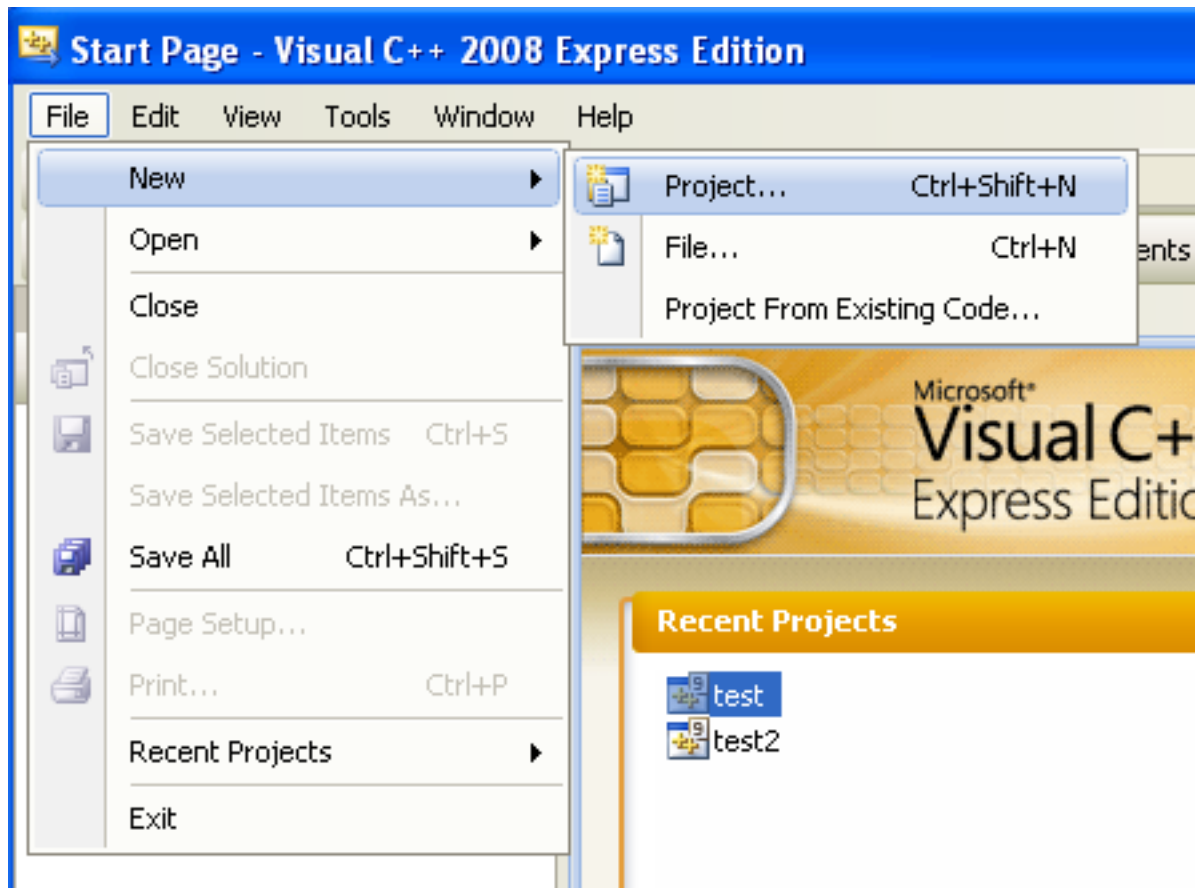 Start Page - Visual C++ 2008 Express Edition
File Edit View Tools Window Help
New
Open
Close
Close Solution
Save Selected Items Ctrl+S
Save Selected Items As...
Save All Ctrl+Shift+S
Page Setup...
Print... Ctrl+P
Recent Projects
Exit
Project... Ctrl+Shift+N
File... Ctrl+N
Project From Existing Code...
ents
Microsoft®
Visual C+
Express Editio
Recent Projects
test
test2